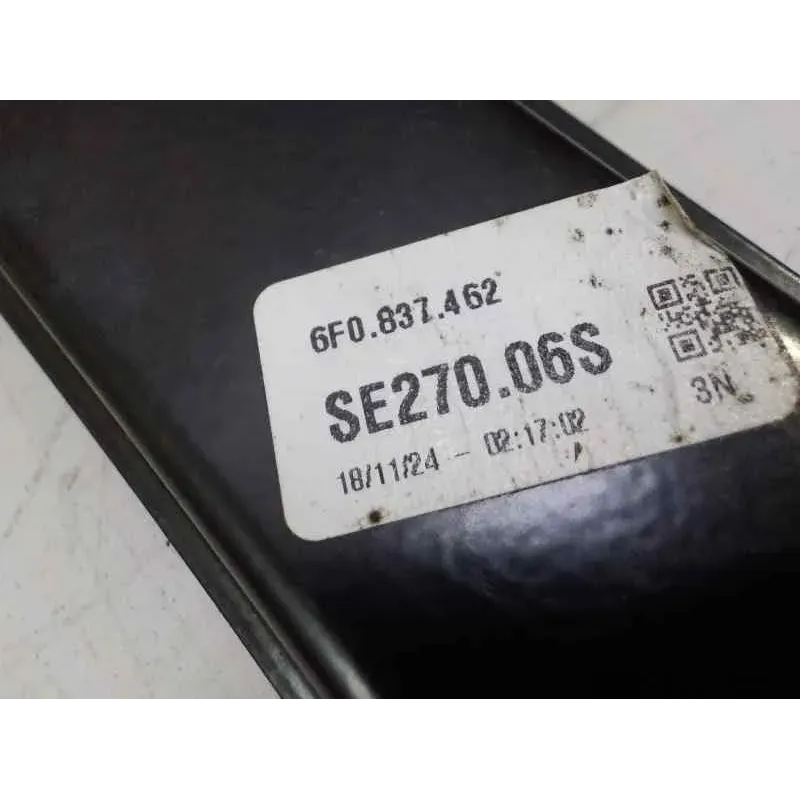 6F0.837.462
SE270.06S
18/11/24 - 02:17:02
3N